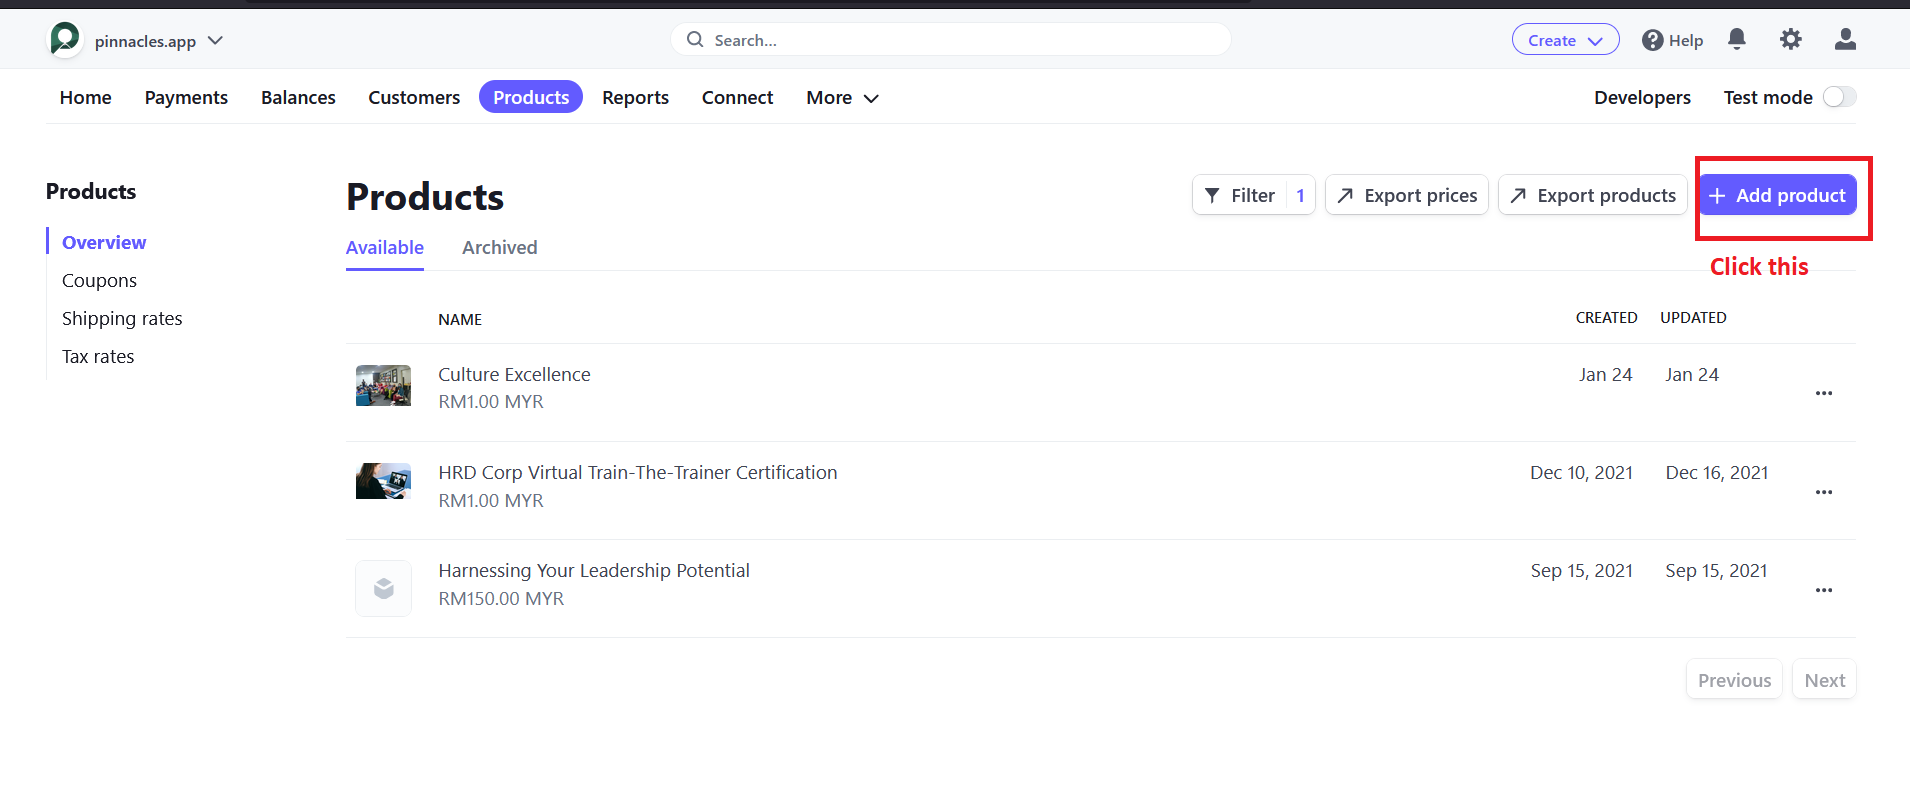 pinnacles.app
Search...
Create
Help
Home Payments Balances Customers Products Reports Connect More
Developers Test mode
Products
Overview
Coupons
Shipping rates
Tax rates
Products
Filter 1 Export prices Export products + Add product
Click this
Available Archived
NAME CREATED UPDATED
Culture Excellence Jan 24 Jan 24
RM1.00 MYR
HRD Corp Virtual Train-The-Trainer Certification Dec 10, 2021 Dec 16, 2021
RM1.00 MYR
Harnessing Your Leadership Potential Sep 15, 2021 Sep 15, 2021
RM150.00 MYR
Previous Next